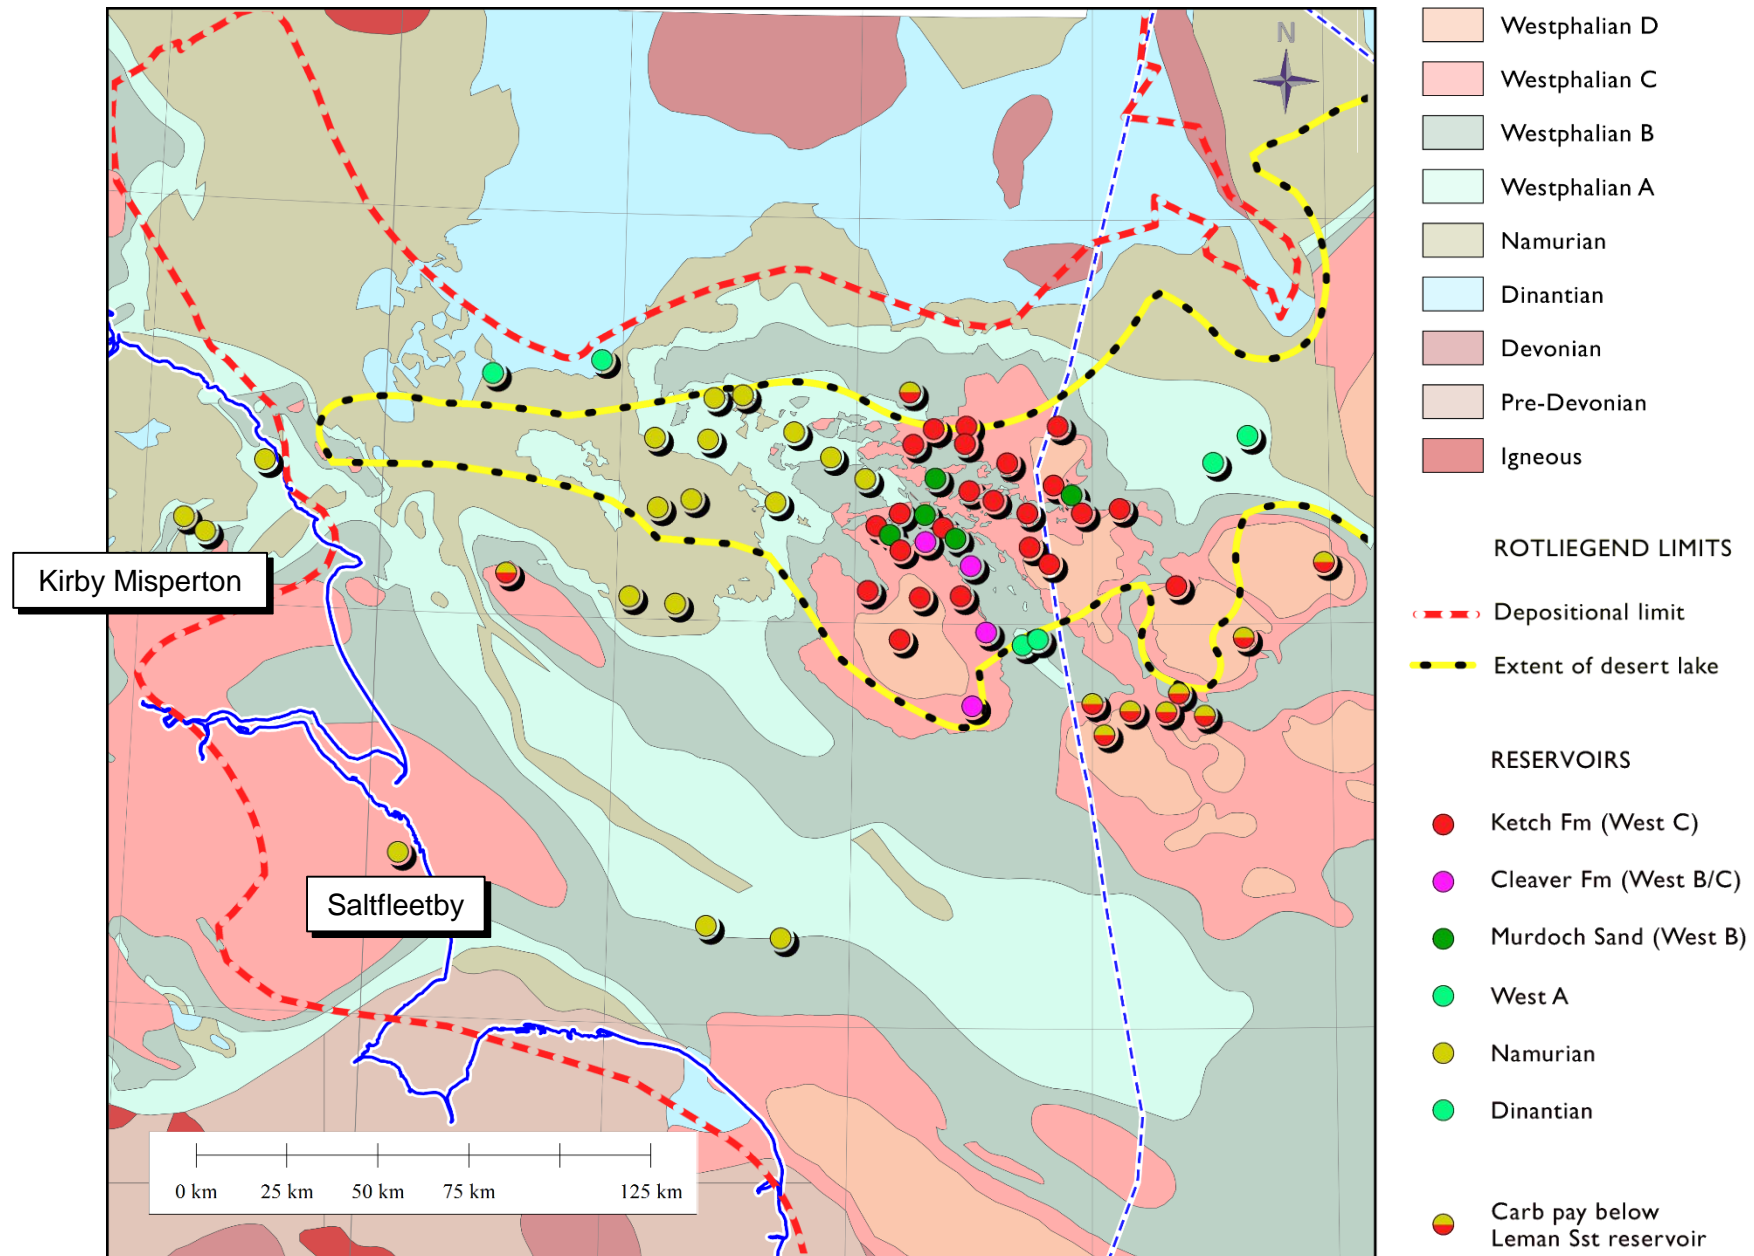 N
Kirby Misperton
Saltfleetby
0 km 25 km 50 km 75 km 125 km
Westphalian D
Westphalian C
Westphalian B
Westphalian A
Namurian
Dinantian
Devonian
Pre-Devonian
Igneous
ROTLIEGEND LIMITS
Depositional limit
Extent of desert lake
RESERVOIRS
Ketch Fm (West C)
Cleaver Fm (West B/C)
Murdoch Sand (West B)
West A
Namurian
Dinantian
Carb pay below
Leman Sst reservoir